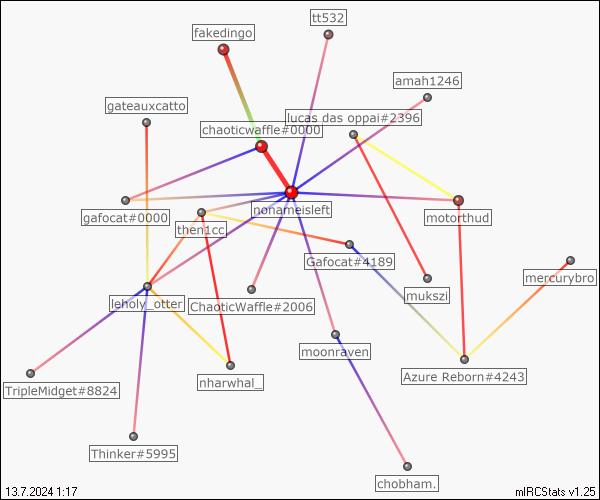 tt532
fakedingo
amah1246
gateauxcatto
lucas das oppai#2396
chaoticwaffle#0000
nonameisleft
gafocat#0000
motorthud
then1cc
Gafocat#4189
mercurybro
leholy_otter
ChaoticWaffle#2006
mukszi
moonraven
Azure Reborn#4243
nharwhal_
TripleMidget#8824
Thinker#5995
chobham.
13.7.2024 1:17
mIRCStats v1.25